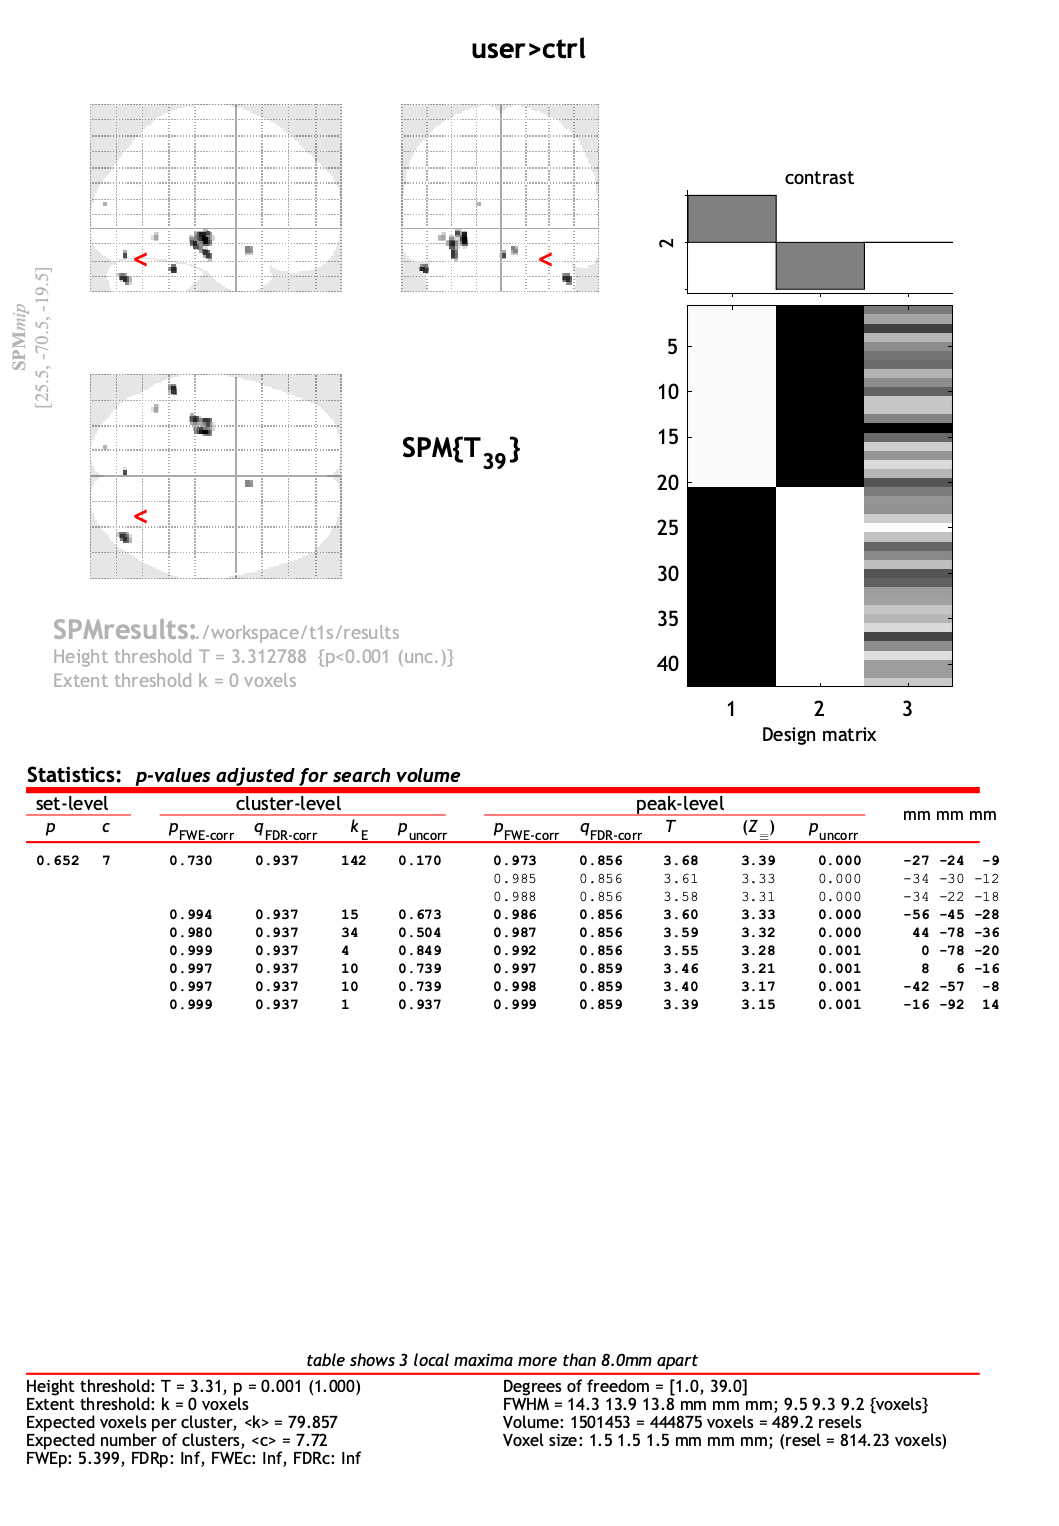 user>ctrl
<
<
<
SPMmip
[25.5, -70.5, -19.5]
SPM{T39}
contrast
2
5
10
15
20
25
30
35
40
1 2 3
Design matrix
SPMresults: ./workspace/t1s/results
Height threshold T = 3.312788 {p<0.001 (unc.)}
Extent threshold k = 0 voxels
Statistics: p-values adjusted for search volume
set-level cluster-level peak-level mm mm mm
p c pFWE-corr qFDR-corr kE puncorr pFWE-corr qFDR-corr T (Z≡) puncorr
0.652 7 0.730 0.937 142 0.170 0.973 0.856 3.68 3.39 0.000 -27 -24 -9
0.985 0.856 3.61 3.33 0.000 -34 -30 -12
0.988 0.856 3.58 3.31 0.000 -34 -22 -18
0.994 0.937 15 0.673 0.986 0.856 3.60 3.33 0.000 -56 -45 -28
0.980 0.937 34 0.504 0.987 0.856 3.59 3.32 0.000 44 -78 -36
0.999 0.937 4 0.849 0.992 0.856 3.55 3.28 0.001 0 -78 -20
0.997 0.937 10 0.739 0.997 0.859 3.46 3.21 0.001 8 6 -16
0.997 0.937 10 0.739 0.998 0.859 3.40 3.17 0.001 -42 -57 -8
0.999 0.937 1 0.937 0.999 0.859 3.39 3.15 0.001 -16 -92 14
table shows 3 local maxima more than 8.0mm apart
Height threshold: T = 3.31, p = 0.001 (1.000)
Extent threshold: k = 0 voxels
Expected voxels per cluster, <k> = 79.857
Expected number of clusters, <c> = 7.72
FWEp: 5.399, FDRp: Inf, FWEc: Inf, FDRc: Inf
Degrees of freedom = [1.0, 39.0]
FWHM = 14.3 13.9 13.8 mm mm mm; 9.5 9.3 9.2 {voxels}
Volume: 1501453 = 444875 voxels = 489.2 resels
Voxel size: 1.5 1.5 1.5 mm mm mm; (resel = 814.23 voxels)